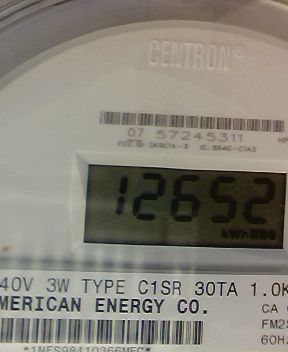 CENTRON®
07 57245311
12652
kWh
40V 3W TYPE C1SR 30TA 1.0K
MERICAN ENERGY CO.
CA
FM2S
60H